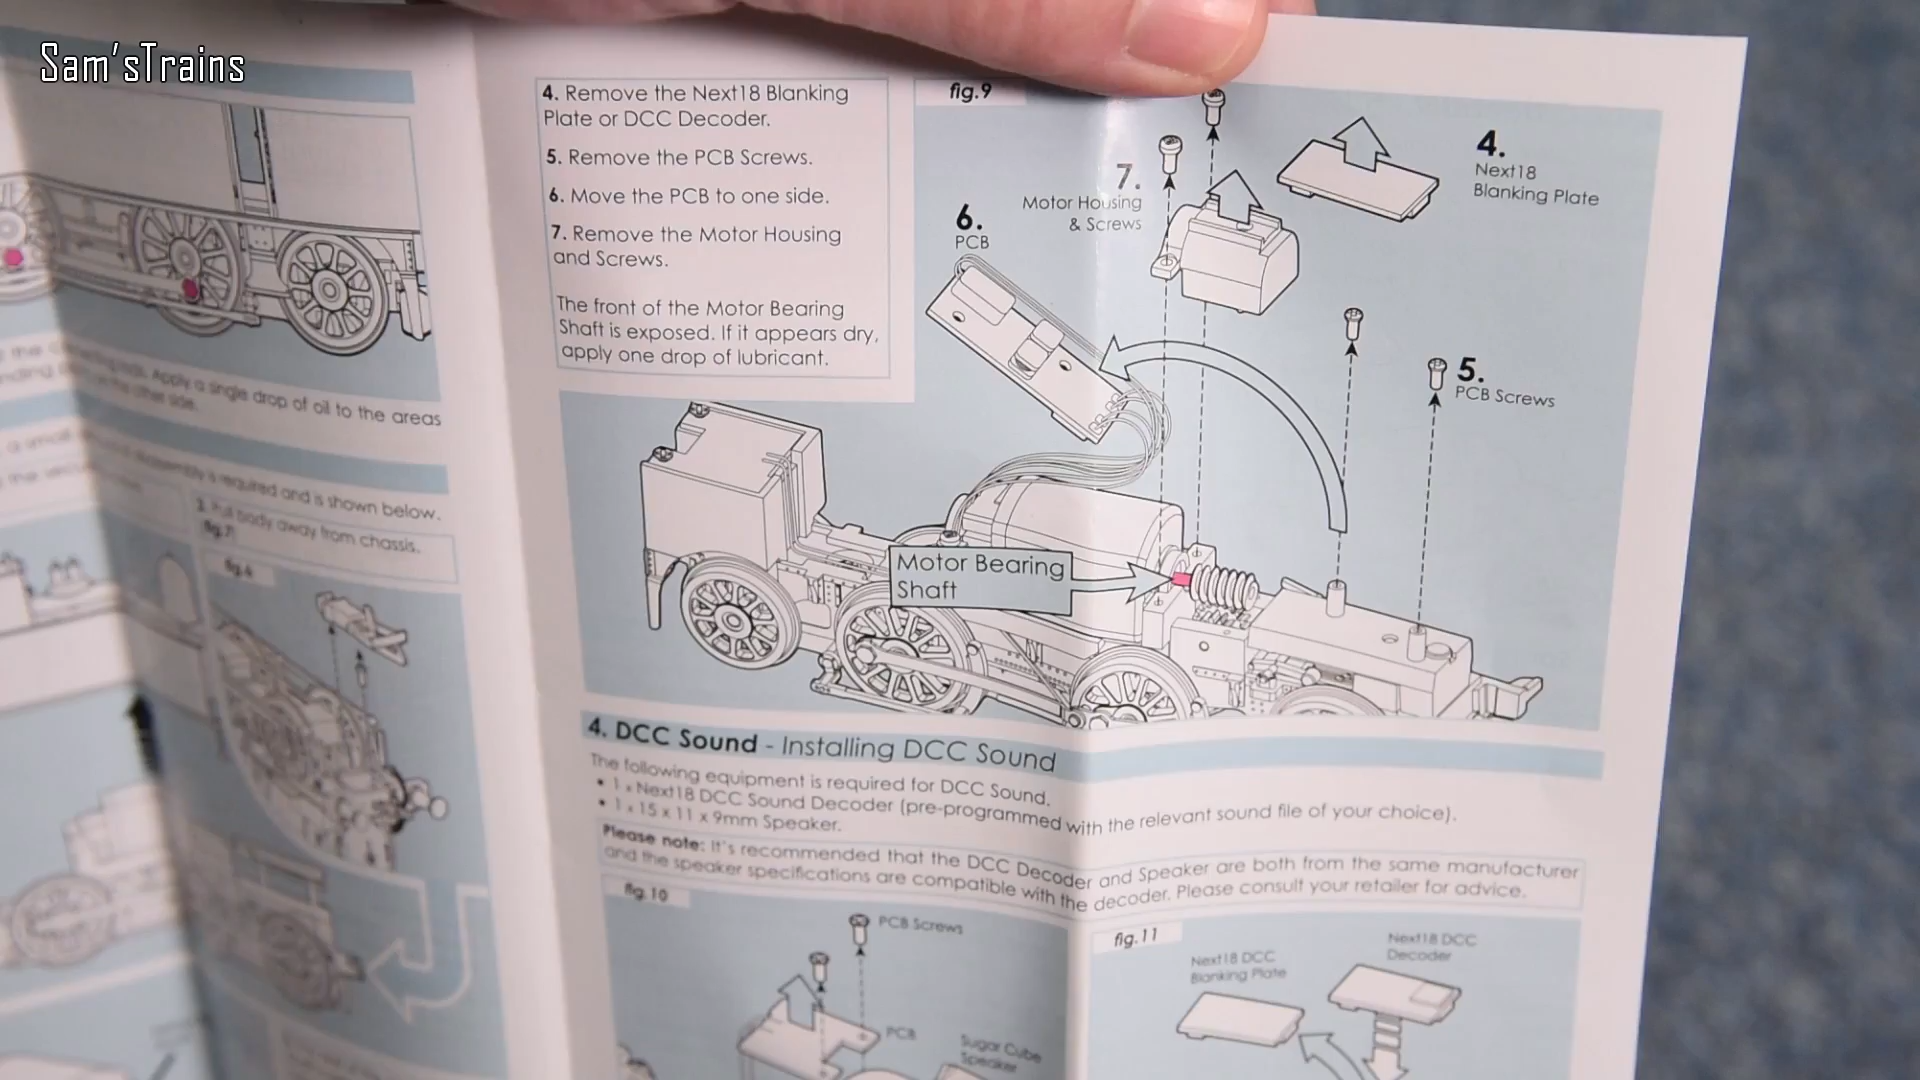 Sam'sTrains
4. Remove the Next18 Blanking
Plate or DCC Decoder.
5. Remove the PCB Screws.
6. Move the PCB to one side.
7. Remove the Motor Housing
and Screws.
The front of the Motor Bearing
Shaft is exposed. If it appears dry,
apply one drop of lubricant.
fig.9
4.
Next18
Blanking Plate
7.
Motor Housing
& Screws
6.
PCB
5.
PCB Screws
Motor Bearing
Shaft
4. DCC Sound - Installing DCC Sound
The following equipment is required for DCC Sound.
• 1 x Next18 DCC Sound Decoder (pre-programmed with the relevant sound file of your choice).
• 1 x 15 x 11 x 9mm Speaker.
Please note: It's recommended that the DCC Decoder and Speaker are both from the same manufacturer
and the speaker specifications are compatible with the decoder. Please consult your retailer for advice.
fig.10
PCB Screws
PCB
Sugar Cube
Speaker
fig.11
Next18 DCC
Blanking Plate
Next18 DCC
Decoder
Apply a single drop of oil to the areas
on the other side.
is required and is shown below.
2. Pull body away from chassis.
fig.7
fig.6